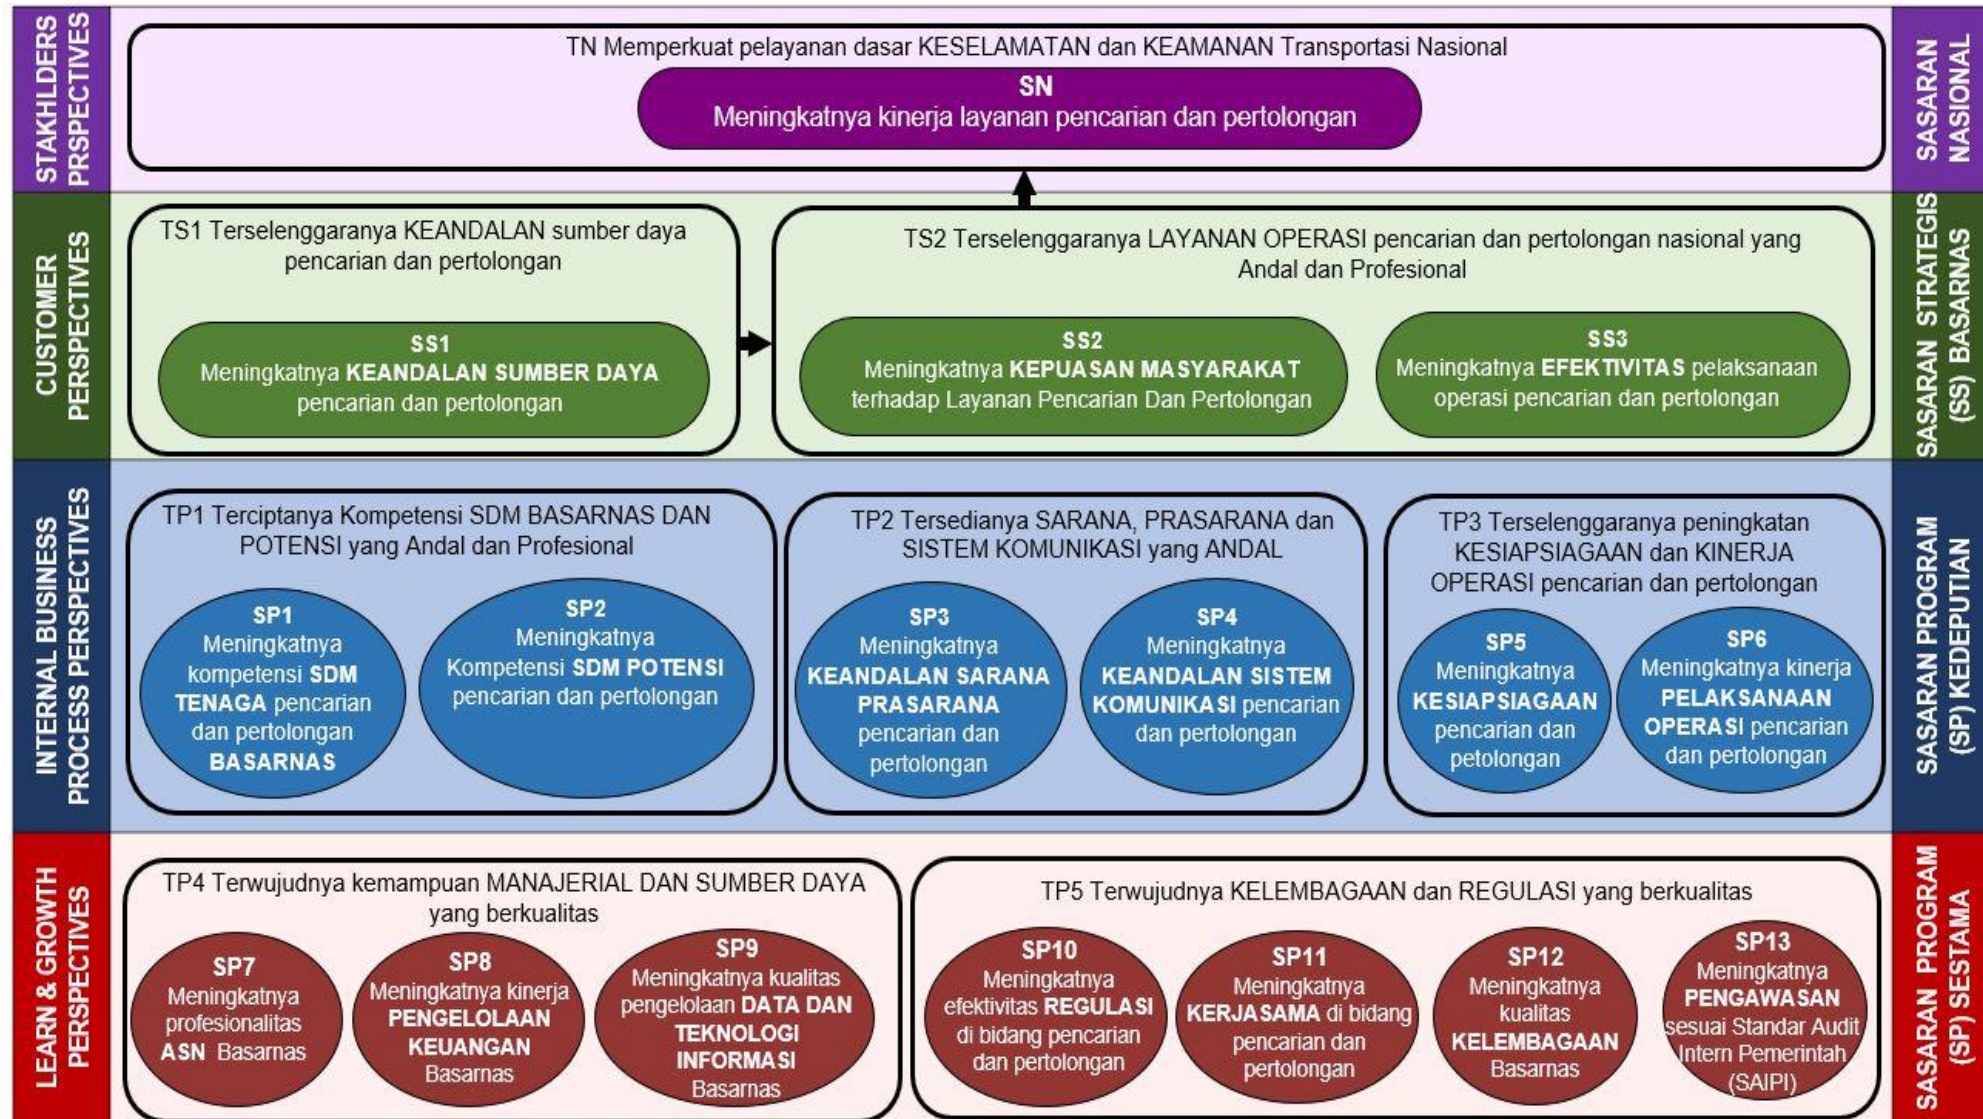 STAKHLDERS
PRSPECTIVES
TN Memperkuat pelayanan dasar KESELAMATAN dan KEAMANAN Transportasi Nasional
SN
Meningkatnya kinerja layanan pencarian dan pertolongan
SASARAN
NASIONAL
CUSTOMER
PERSPECTIVES
TS1 Terselenggaranya KEANDALAN sumber daya
pencarian dan pertolongan
SS1
Meningkatnya KEANDALAN SUMBER DAYA
pencarian dan pertolongan
TS2 Terselenggaranya LAYANAN OPERASI pencarian dan pertolongan nasional yang
Andal dan Profesional
SS2
Meningkatnya KEPUASAN MASYARAKAT
terhadap Layanan Pencarian Dan Pertolongan
SS3
Meningkatnya EFEKTIVITAS pelaksanaan
operasi pencarian dan pertolongan
SASARAN STRATEGIS
(SS) BASARNAS
INTERNAL BUSINESS
PROCESS PERSPECTIVES
TP1 Terciptanya Kompetensi SDM BASARNAS DAN
POTENSI yang Andal dan Profesional
SP1
Meningkatnya
kompetensi SDM
TENAGA pencarian
dan pertolongan
BASARNAS
SP2
Meningkatnya
Kompetensi SDM POTENSI
pencarian dan pertolongan
TP2 Tersedianya SARANA, PRASARANA dan
SISTEM KOMUNIKASI yang ANDAL
SP3
Meningkatnya
KEANDALAN SARANA
PRASARANA
pencarian dan
pertolongan
SP4
Meningkatnya
KEANDALAN SISTEM
KOMUNIKASI pencarian
dan pertolongan
TP3 Terselenggaranya peningkatan
KESIAPSIAGAAN dan KINERJA
OPERASI pencarian dan pertolongan
SP5
Meningkatnya
KESIAPSIAGAAN
pencarian dan
petolongan
SP6
Meningkatnya kinerja
PELAKSANAAN
OPERASI pencarian
dan pertolongan
SASARAN PROGRAM
(SP) KEDEPUTIAN
LEARN & GROWTH
PERSPECTIVES
TP4 Terwujudnya kemampuan MANAJERIAL DAN SUMBER DAYA
yang berkualitas
SP7
Meningkatnya
profesionalitas
ASN Basarnas
SP8
Meningkatnya kinerja
PENGELOLAAN
KEUANGAN
Basarnas
SP9
Meningkatnya kualitas
pengelolaan DATA DAN
TEKNOLOGI
INFORMASI
Basarnas
TP5 Terwujudnya KELEMBAGAAN dan REGULASI yang berkualitas
SP10
Meningkatnya
efektivitas REGULASI
di bidang pencarian
dan pertolongan
SP11
Meningkatnya
KERJASAMA di bidang
pencarian dan
pertolongan
SP12
Meningkatnya
kualitas
KELEMBAGAAN
Basarnas
SP13
Meningkatnya
PENGAWASAN
sesuai Standar Audit
Intern Pemerintah
(SAIPI)
SASARAN PROGRAM
(SP) SESTAMA